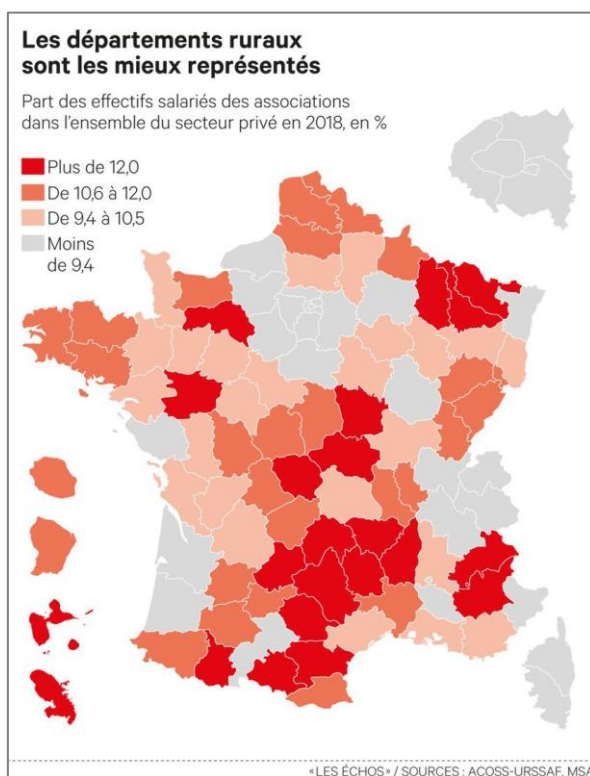 Les départements ruraux
sont les mieux représentés
Part des effectifs salariés des associations
dans l'ensemble du secteur privé en 2018, en %
Plus de 12,0
De 10,6 à 12,0
De 9,4 à 10,5
Moins
de 9,4
« LES ÉCHOS » / SOURCES : ACOSS-URSSAF, MSA